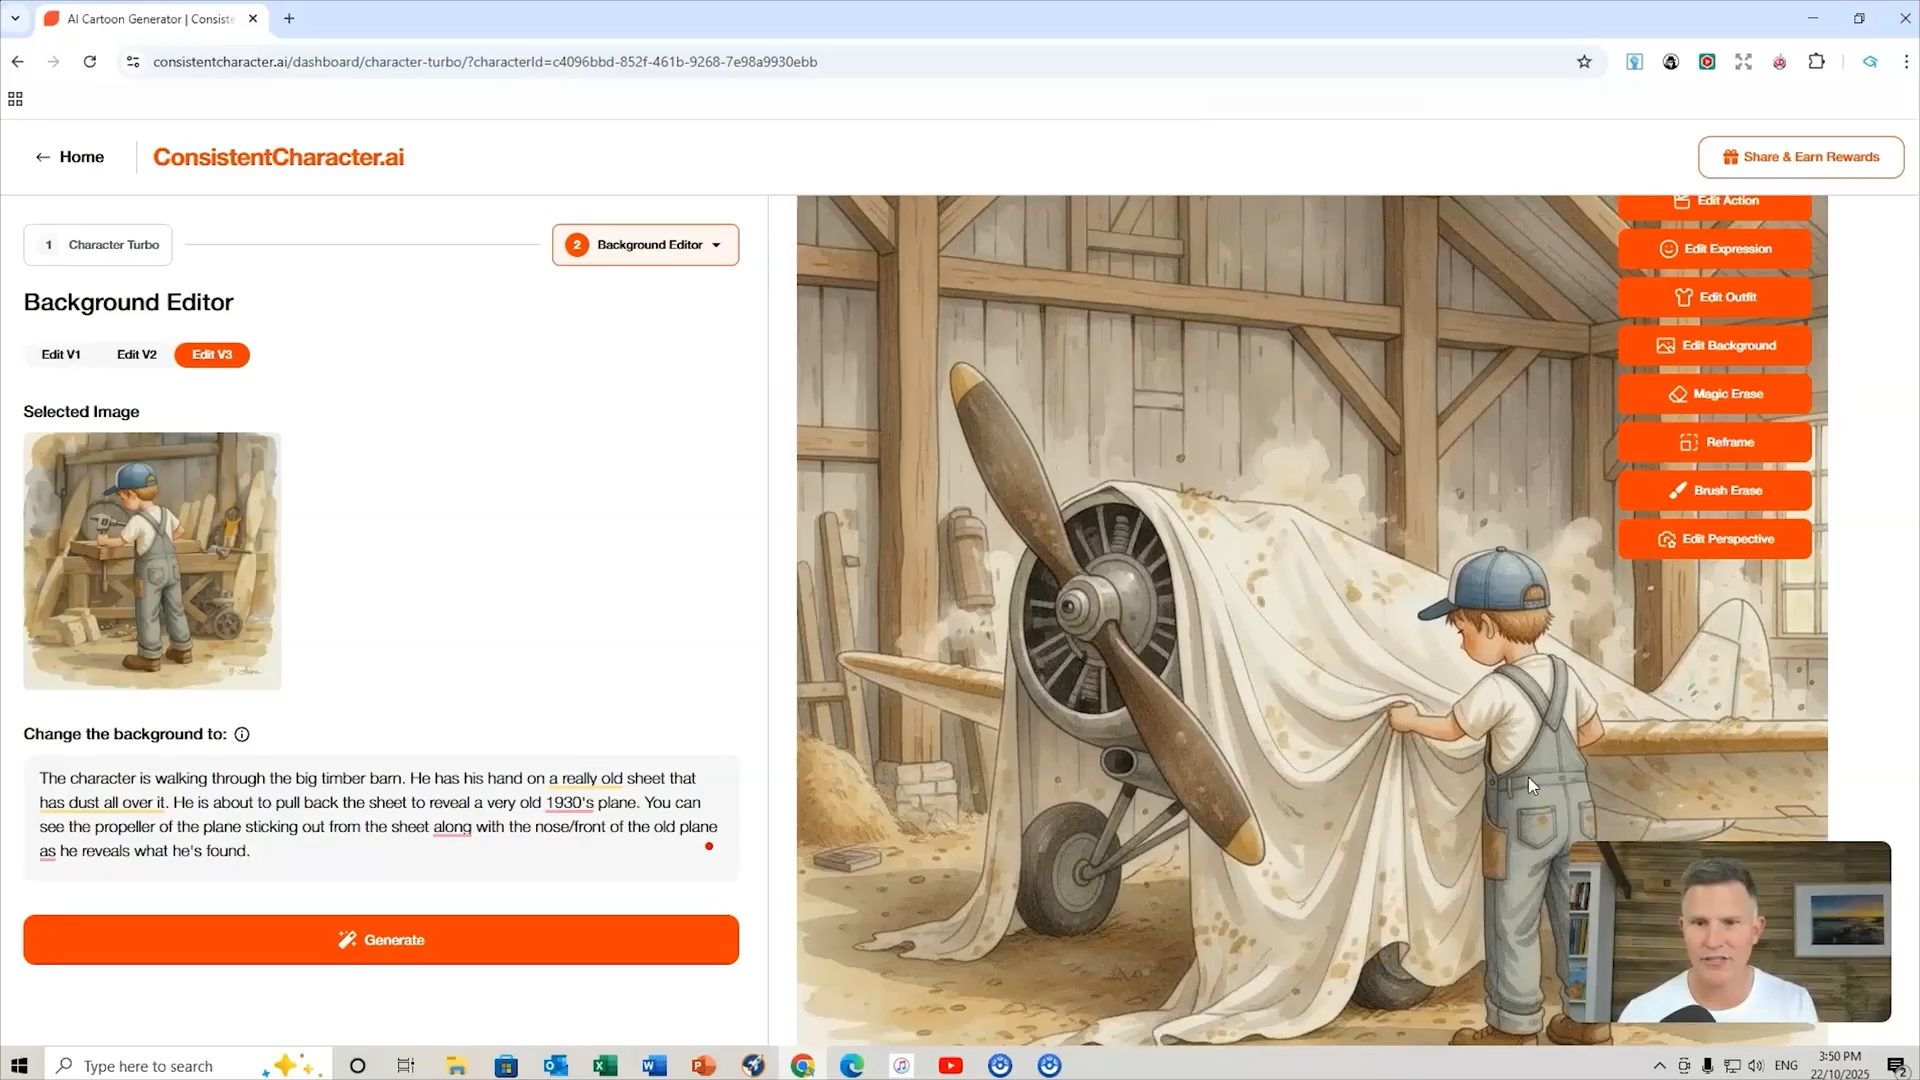 AI Cartoon Generator | Consiste
consistentcharacter.ai/dashboard/character-turbo/?characterId=c4096bbd-852f-461b-9268-7e98a9930ebb
Home
ConsistentCharacter.ai
Share & Earn Rewards
1 Character Turbo
2 Background Editor
Background Editor
Edit V1 Edit V2 Edit V3
Selected Image
Change the background to:
The character is walking through the big timber barn. He has his hand on a really old sheet that
has dust all over it. He is about to pull back the sheet to reveal a very old 1930's plane. You can
see the propeller of the plane sticking out from the sheet along with the nose/front of the old plane
as he reveals what he's found.
Generate
Edit Action
Edit Expression
Edit Outfit
Edit Background
Magic Erase
Reframe
Brush Erase
Edit Perspective
Type here to search
ENG
3:50 PM
22/10/2025
2